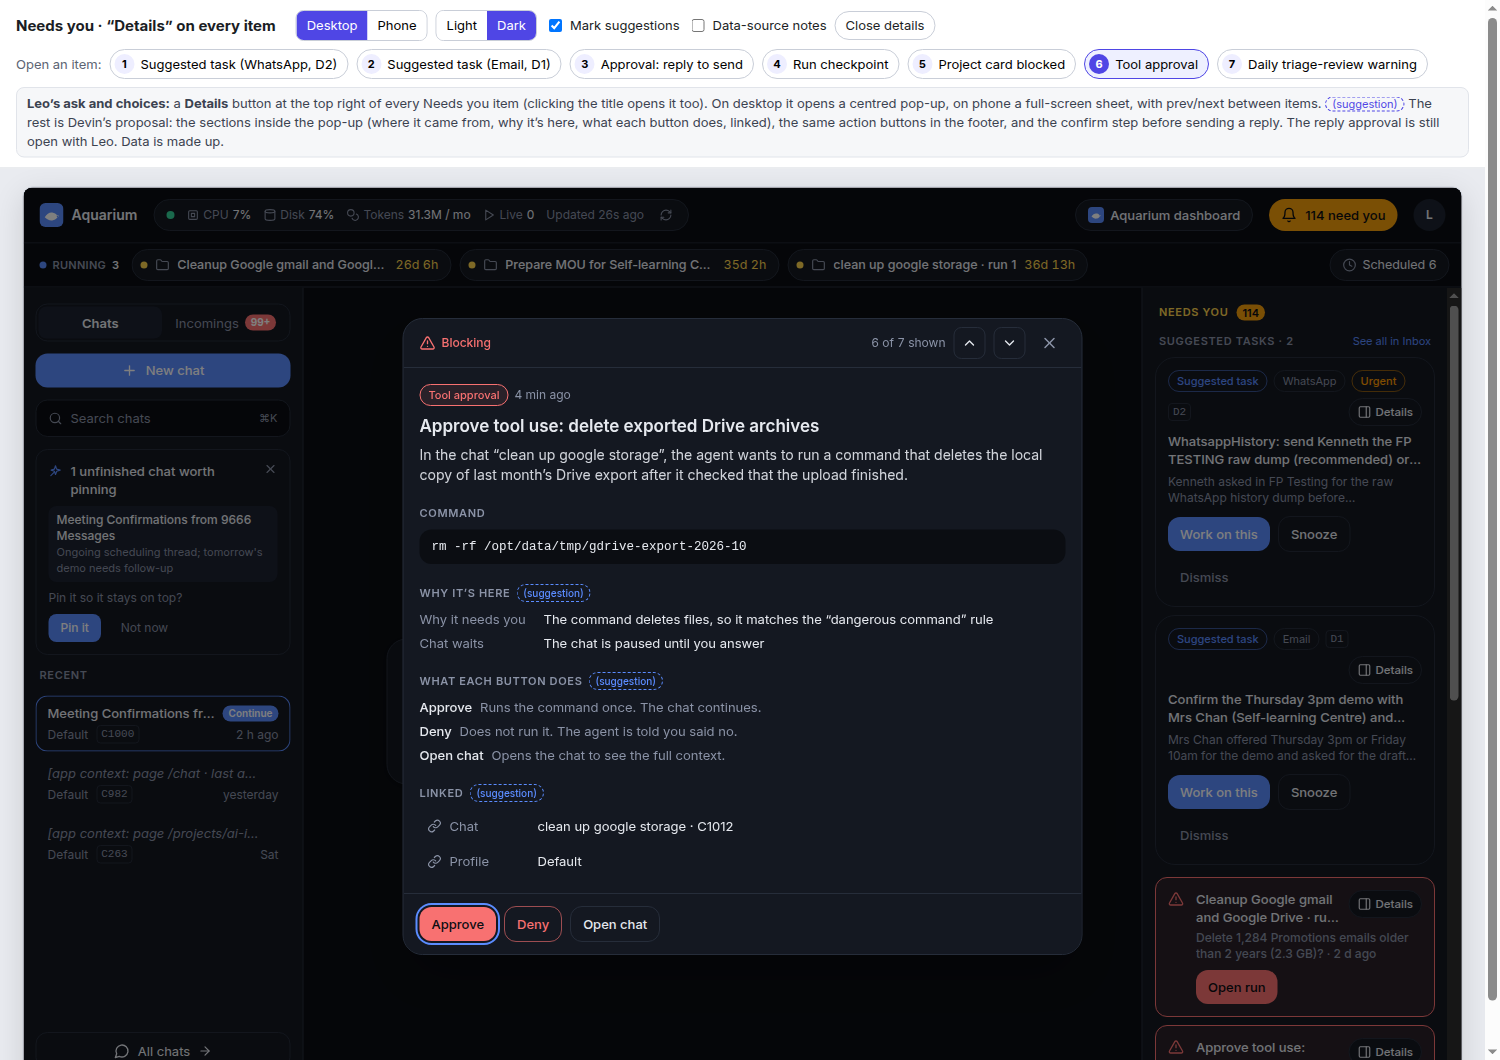 Needs you · “Details” on every item
Desktop Phone
Light Dark
Mark suggestions
Data-source notes
Close details
Open an item:
1 Suggested task (WhatsApp, D2)
2 Suggested task (Email, D1)
3 Approval: reply to send
4 Run checkpoint
5 Project card blocked
6 Tool approval
7 Daily triage-review warning
Leo’s ask and choices: a Details button at the top right of every Needs you item (clicking the title opens it too). On desktop it opens a centred pop-up, on phone a full-screen sheet, with prev/next between items. (suggestion) The
rest is Devin’s proposal: the sections inside the pop-up (where it came from, why it’s here, what each button does, linked), the same action buttons in the footer, and the confirm step before sending a reply. The reply approval is still
open with Leo. Data is made up.
Aquarium
CPU 7% Disk 74% Tokens 31.3M / mo Live 0 Updated 26s ago
Aquarium dashboard
114 need you
L
RUNNING 3
Cleanup Google gmail and Googl... 26d 6h
Prepare MOU for Self-learning C... 35d 2h
clean up google storage · run 1 36d 13h
Scheduled 6
Chats
Incomings 99+
New chat
Search chats ⌘K
1 unfinished chat worth
pinning
Meeting Confirmations from 9666
Messages
Ongoing scheduling thread; tomorrow's
demo needs follow-up
Pin it so it stays on top?
Pin it
Not now
RECENT
Meeting Confirmations fr... Continue
Default C1000 2 h ago
[app context: page /chat · last a...
Default C982 yesterday
[app context: page /projects/ai-i...
Default C263 Sat
All chats
Blocking
6 of 7 shown
Tool approval 4 min ago
Approve tool use: delete exported Drive archives
In the chat “clean up google storage”, the agent wants to run a command that deletes the local
copy of last month’s Drive export after it checked that the upload finished.
COMMAND
rm -rf /opt/data/tmp/gdrive-export-2026-10
WHY IT’S HERE (suggestion)
Why it needs you The command deletes files, so it matches the “dangerous command” rule
Chat waits The chat is paused until you answer
WHAT EACH BUTTON DOES (suggestion)
Approve Runs the command once. The chat continues.
Deny Does not run it. The agent is told you said no.
Open chat Opens the chat to see the full context.
LINKED (suggestion)
Chat clean up google storage · C1012
Profile Default
Approve
Deny
Open chat
NEEDS YOU 114
SUGGESTED TASKS · 2 See all in Inbox
Suggested task WhatsApp Urgent
D2 Details
WhatsappHistory: send Kenneth the FP
TESTING raw dump (recommended) or...
Kenneth asked in FP Testing for the raw
WhatsApp history dump before...
Work on this Snooze
Dismiss
Suggested task Email D1
Details
Confirm the Thursday 3pm demo with
Mrs Chan (Self-learning Centre) and...
Mrs Chan offered Thursday 3pm or Friday
10am for the demo and asked for the draft...
Work on this Snooze
Dismiss
Cleanup Google gmail Details
and Google Drive · ru...
Delete 1,284 Promotions emails older
than 2 years (2.3 GB)? · 2 d ago
Open run
Approve tool use: Details